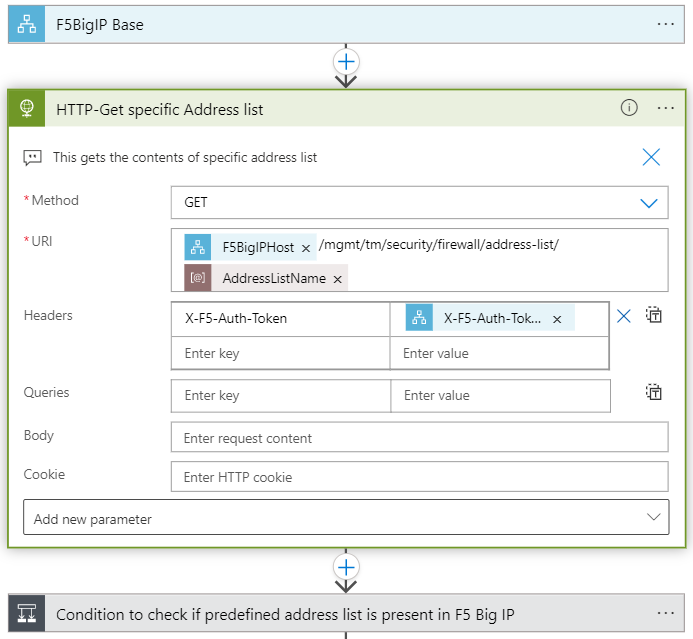 F5BigIP Base
HTTP-Get specific Address list
This gets the contents of specific address list
* Method
GET
* URI
F5BigIPHost × /mgmt/tm/security/firewall/address-list/
[@] AddressListName ×
Headers
X-F5-Auth-Token
X-F5-Auth-Tok... ×
Enter key
Enter value
Queries
Enter key
Enter value
Body
Enter request content
Cookie
Enter HTTP cookie
Add new parameter
Condition to check if predefined address list is present in F5 Big IP